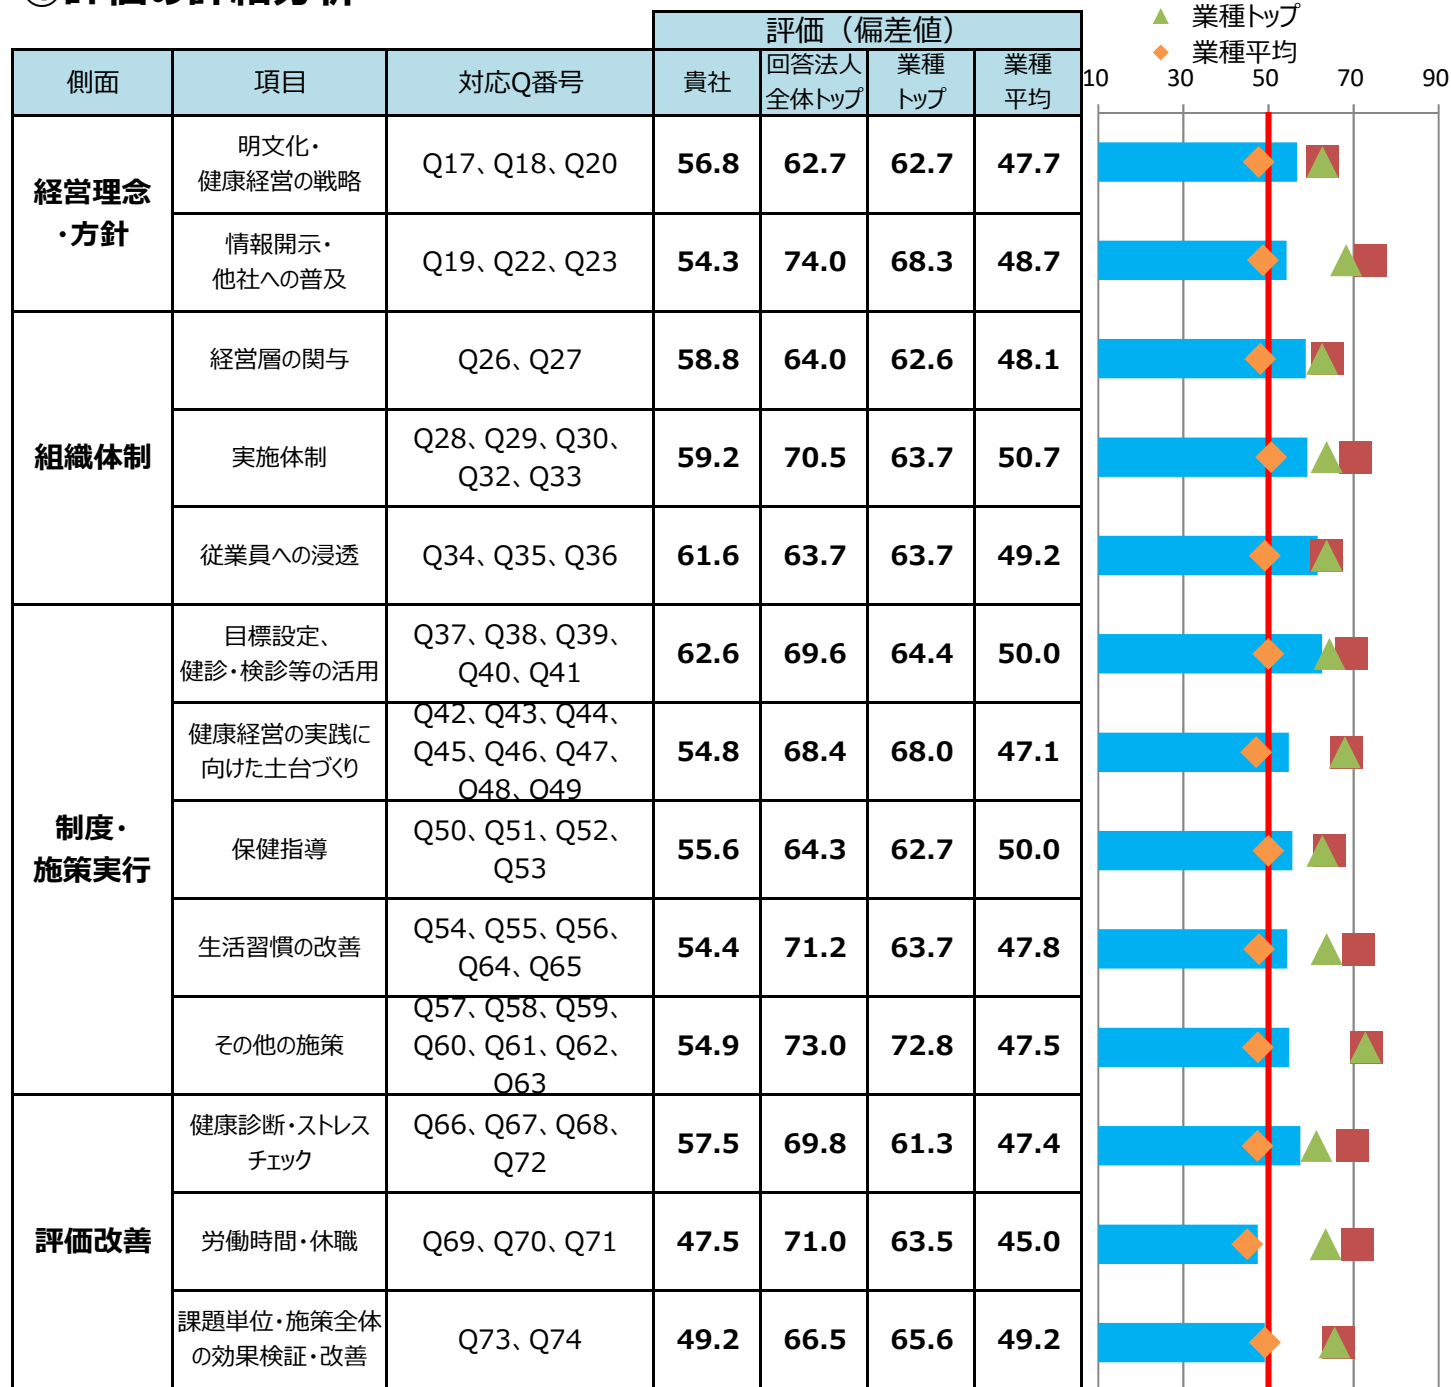 評価の詳細分析
▲ 業種トップ
◆ 業種平均
評価（偏差値）
側面 項目 対応Q番号 貴社 回答法人 業種 業種
全体トップ トップ 平均
10 30 50 70 90
経営理念
・方針
明文化・
健康経営の戦略
Q17、Q18、Q20 56.8 62.7 62.7 47.7
情報開示・
他社への普及
Q19、Q22、Q23 54.3 74.0 68.3 48.7
組織体制
経営層の関与 Q26、Q27 58.8 64.0 62.6 48.1
実施体制
Q28、Q29、Q30、
Q32、Q33
59.2 70.5 63.7 50.7
従業員への浸透 Q34、Q35、Q36 61.6 63.7 63.7 49.2
制度・
施策実行
目標設定、
健診・検診等の活用
Q37、Q38、Q39、
Q40、Q41
62.6 69.6 64.4 50.0
健康経営の実践に
向けた土台づくり
Q42、Q43、Q44、
Q45、Q46、Q47、
Q48、Q49
54.8 68.4 68.0 47.1
保健指導
Q50、Q51、Q52、
Q53
55.6 64.3 62.7 50.0
生活習慣の改善
Q54、Q55、Q56、
Q64、Q65
54.4 71.2 63.7 47.8
その他の施策
Q57、Q58、Q59、
Q60、Q61、Q62、
Q63
54.9 73.0 72.8 47.5
評価改善
健康診断・ストレス
チェック
Q66、Q67、Q68、
Q72
57.5 69.8 61.3 47.4
労働時間・休職 Q69、Q70、Q71 47.5 71.0 63.5 45.0
課題単位・施策全体
の効果検証・改善
Q73、Q74 49.2 66.5 65.6 49.2